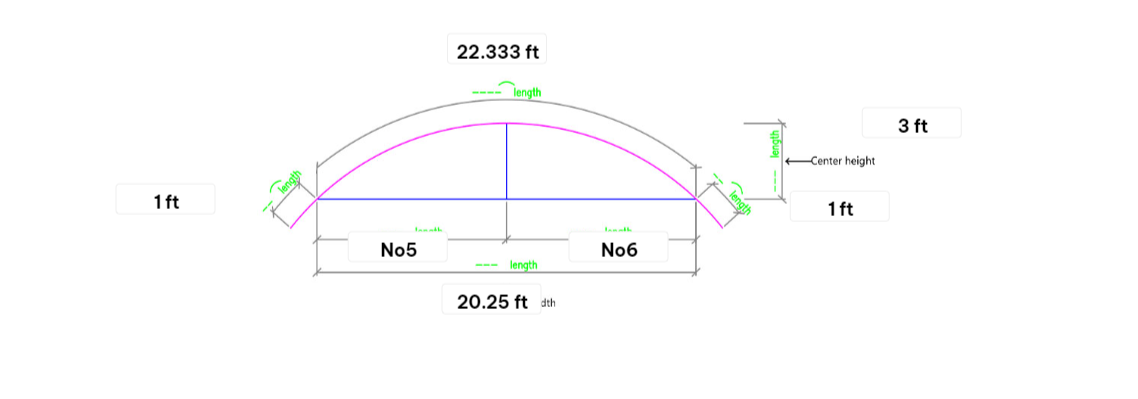 22.333 ft
length
3 ft
length
Center height
length
length
1 ft
1 ft
No5
No6
length
20.25 ft
dth